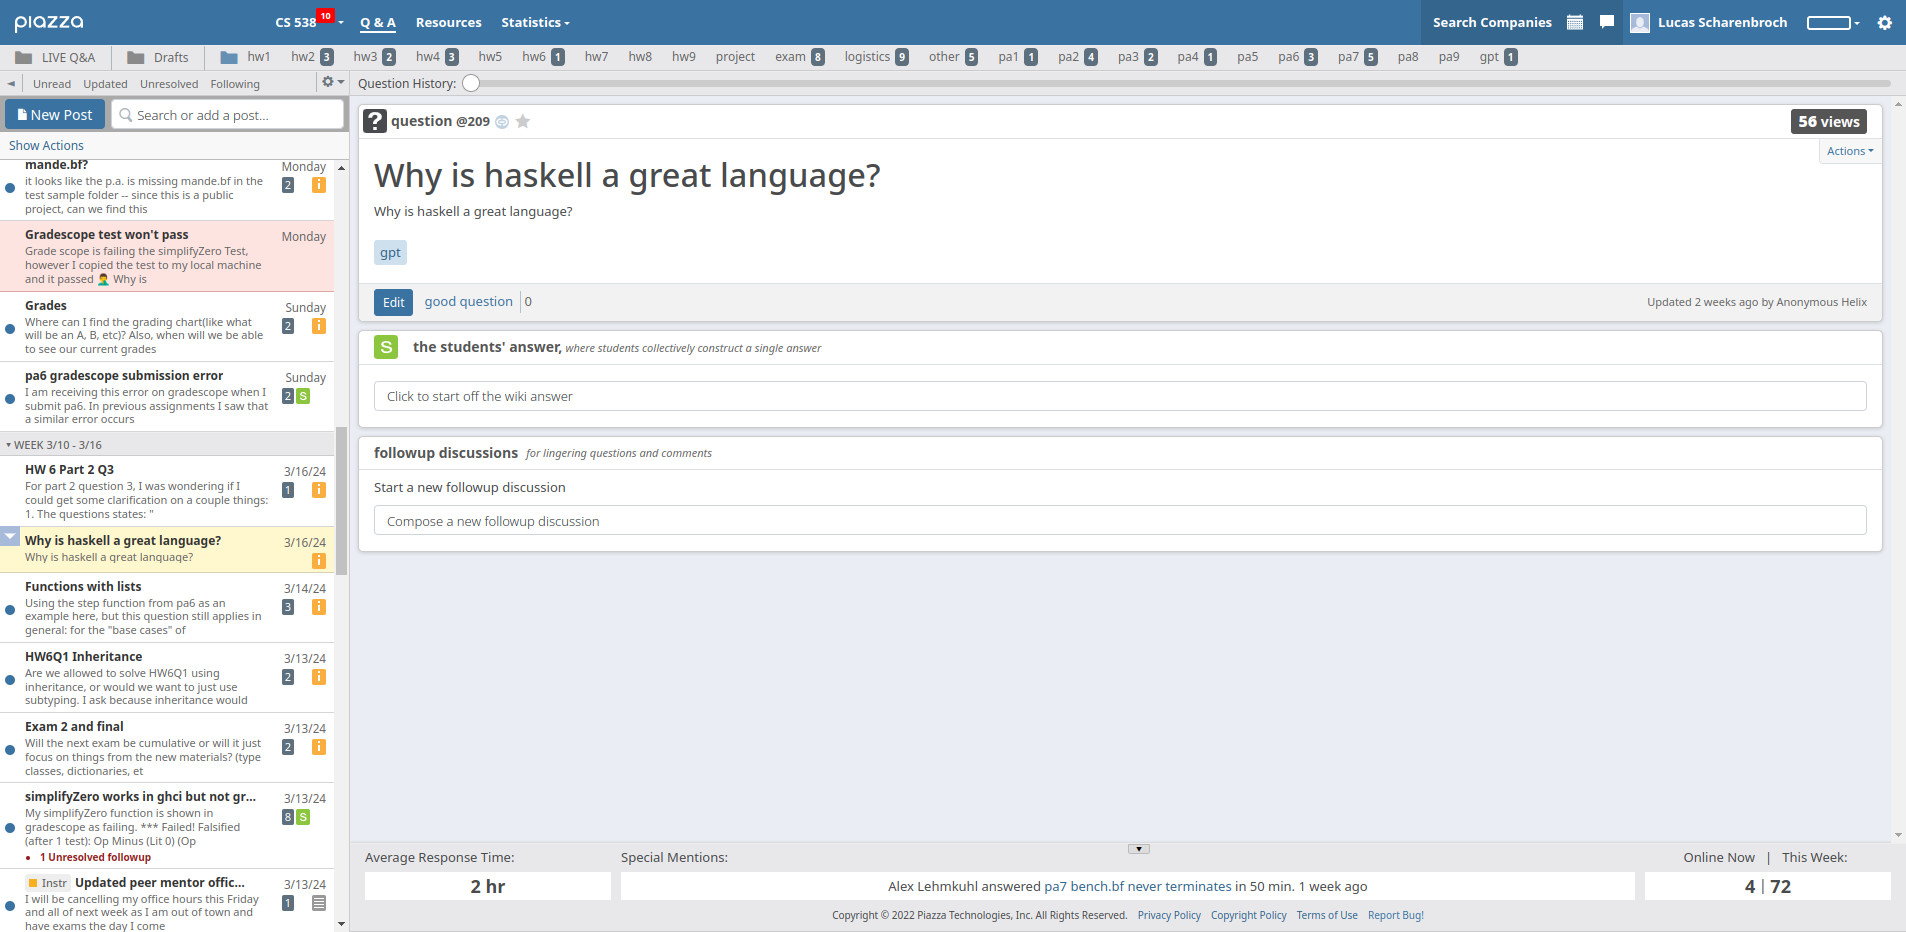 piazza
CS 538 10
Q & A
Resources
Statistics
Search Companies
Lucas Scharenbroch
LIVE Q&A
Drafts
hw1
hw2 3
hw3 2
hw4 3
hw5
hw6 1
hw7
hw8
hw9
project
exam 8
logistics 9
other 5
pa1 1
pa2 4
pa3 2
pa4 1
pa5
pa6 3
pa7 5
pa8
pa9
gpt 1
Unread
Updated
Unresolved
Following
New Post
Search or add a post...
Show Actions
mande.bf?
Monday
it looks like the p.a. is missing mande.bf in the
test sample folder -- since this is a public
project, can we find this
2 i
Gradescope test won't pass
Monday
Grade scope is failing the simplifyZero Test,
however I copied the test to my local machine
and it passed 🤦‍♂️ Why is
Grades
Sunday
Where can I find the grading chart(like what
will be an A, B, etc)? Also, when will we be able
to see our current grades
2 i
pa6 gradescope submission error
Sunday
I am receiving this error on gradescope when I
submit pa6. In previous assignments I saw that
a similar error occurs
2 S
WEEK 3/10 - 3/16
HW 6 Part 2 Q3
3/16/24
For part 2 question 3, I was wondering if I
could get some clarification on a couple things:
1. The questions states: "
1 i
Why is haskell a great language?
3/16/24
Why is haskell a great language?
i
Functions with lists
3/14/24
Using the step function from pa6 as an
example here, but this question still applies in
general: for the "base cases" of
3 i
HW6Q1 Inheritance
3/13/24
Are we allowed to solve HW6Q1 using
inheritance, or would we want to just use
subtyping. I ask because inheritance would
2 i
Exam 2 and final
3/13/24
Will the next exam be cumulative or will it just
focus on things from the new materials? (type
classes, dictionaries, et
2 i
simplifyZero works in ghci but not gr...
3/13/24
My simplifyZero function is shown in
gradescope as failing. *** Failed! Falsified
(after 1 test): Op Minus (Lit 0) (Op
8 S
• 1 Unresolved followup
Instr Updated peer mentor offic...
3/13/24
I will be cancelling my office hours this Friday
and all of next week as I am out of town and
have exams the day I come
1
Question History:
? question @209
56 views
Actions
Why is haskell a great language?
Why is haskell a great language?
gpt
Edit good question 0
Updated 2 weeks ago by Anonymous Helix
S the students' answer, where students collectively construct a single answer
Click to start off the wiki answer
followup discussions for lingering questions and comments
Start a new followup discussion
Compose a new followup discussion
Average Response Time:
2 hr
Special Mentions:
Alex Lehmkuhl answered pa7 bench.bf never terminates in 50 min. 1 week ago
Online Now | This Week:
4 | 72
Copyright © 2022 Piazza Technologies, Inc. All Rights Reserved. Privacy Policy Copyright Policy Terms of Use Report Bug!